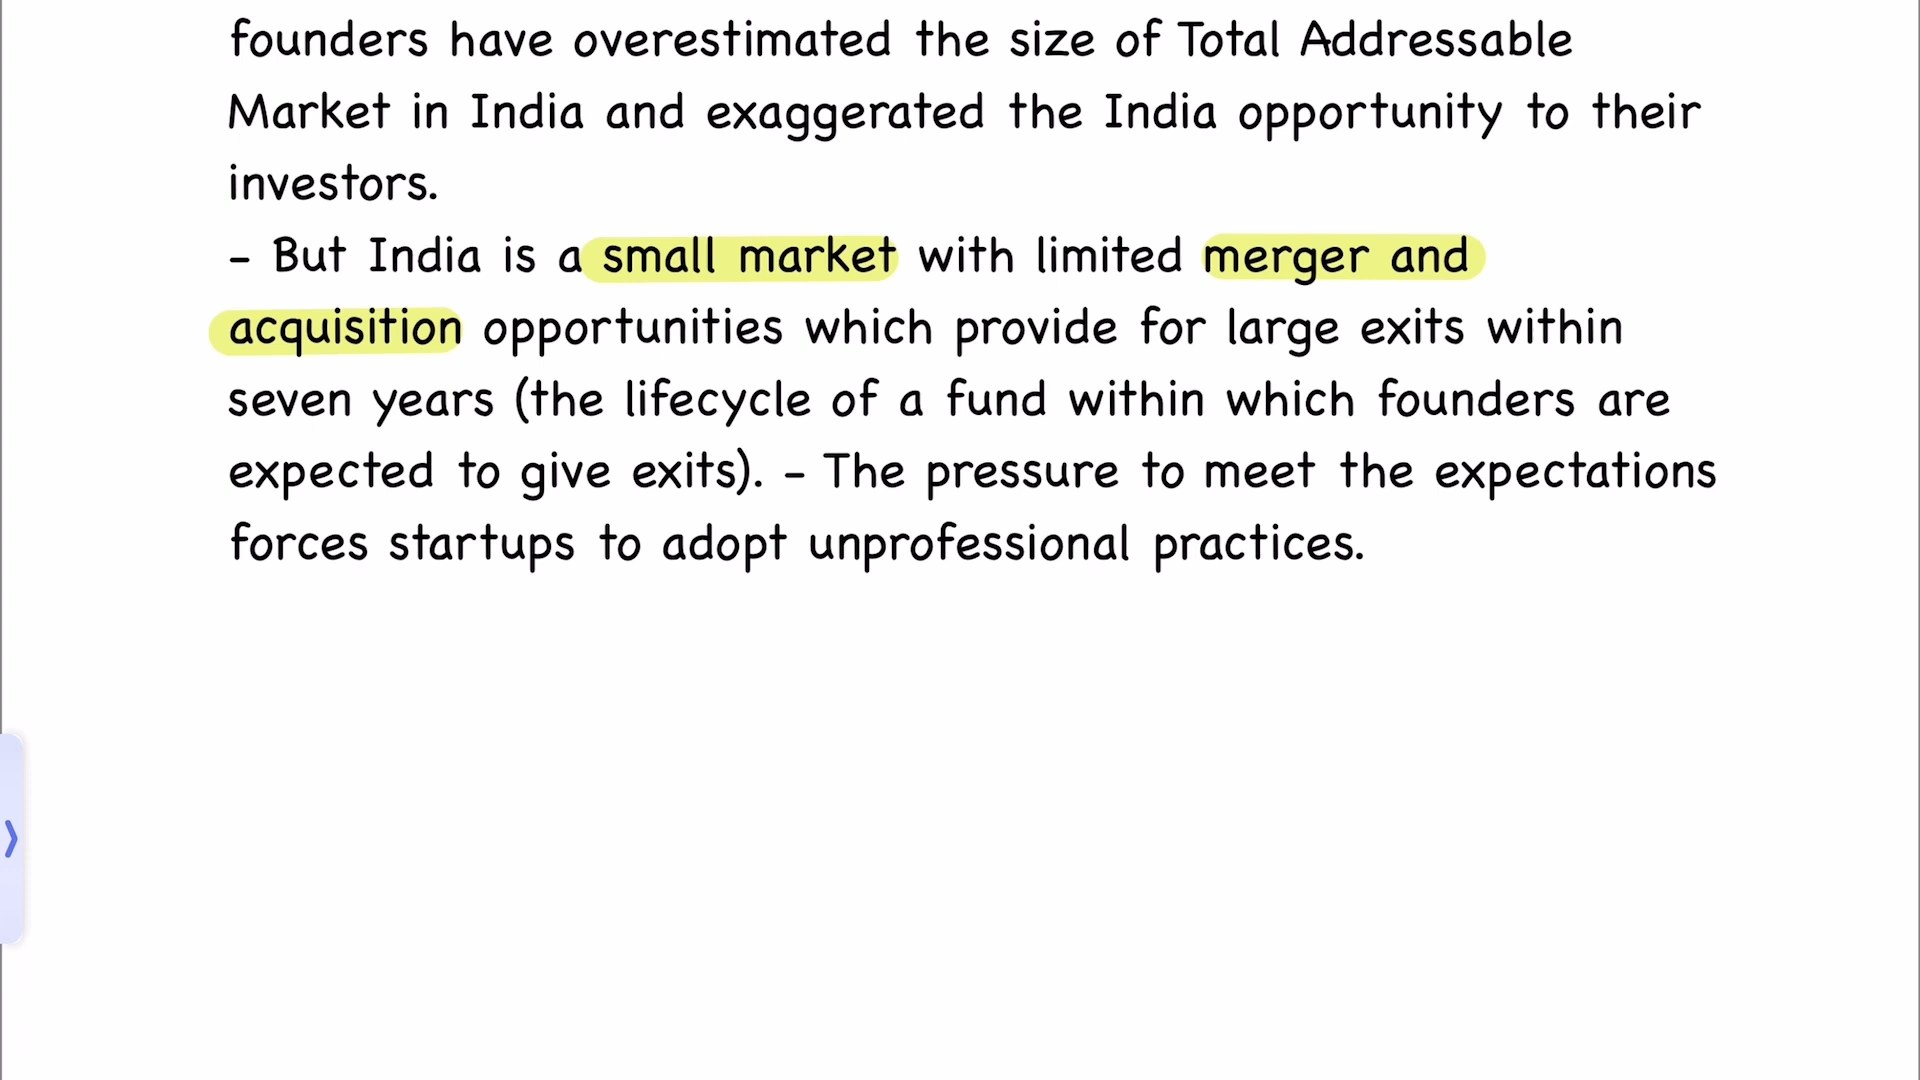 founders have overestimated the size of Total Addressable
Market in India and exaggerated the India opportunity to their
investors.
- But India is a small market with limited merger and
acquisition opportunities which provide for large exits within
seven years (the lifecycle of a fund within which founders are
expected to give exits). - The pressure to meet the expectations
forces startups to adopt unprofessional practices.